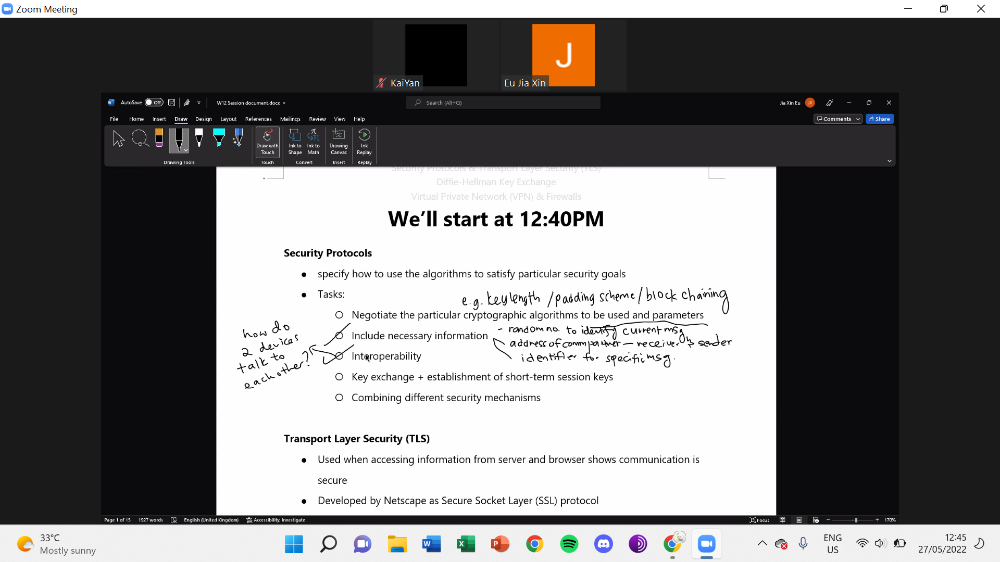 Zoom Meeting
KaiYan
J
Eu Jia Xin
AutoSave Off
W12 Session document.docx
Search (Alt+Q)
Jia Xin Eu
JX
File Home Insert Draw Design Layout References Mailings Review View Help
Comments
Share
Draw with Touch
Ink to Shape
Ink to Math
Drawing Canvas
Ink Replay
Drawing Tools
Touch
Convert
Insert
Replay
Security Protocols & Transport Layer Security (TLS)
Diffie-Hellman Key Exchange
Virtual Private Network (VPN) & Firewalls
We'll start at 12:40PM
Security Protocols
specify how to use the algorithms to satisfy particular security goals
Tasks:
e.g. key length / padding scheme / block chaining
Negotiate the particular cryptographic algorithms to be used and parameters
Include necessary information
- random no. to identify current msg
address of comm partner - receiver & sender
identifier for specific msg.
how do
2 devices
talk to
each other?
Interoperability
Key exchange + establishment of short-term session keys
Combining different security mechanisms
Transport Layer Security (TLS)
Used when accessing information from server and browser shows communication is
secure
Developed by Netscape as Secure Socket Layer (SSL) protocol
Page 1 of 15 1927 words English (United Kingdom) Accessibility: Investigate
Focus
170%
33°C
Mostly sunny
ENG
US
12:45
27/05/2022